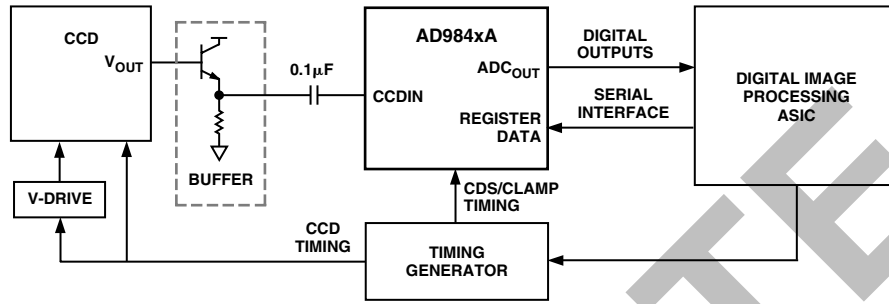 CCD
VOUT
BUFFER
0.1µF
AD984xA
CCDIN
ADCOUT
REGISTER
DATA
DIGITAL
OUTPUTS
SERIAL
INTERFACE
DIGITAL IMAGE
PROCESSING
ASIC
V-DRIVE
CCD
TIMING
CDS/CLAMP
TIMING
TIMING
GENERATOR
TE